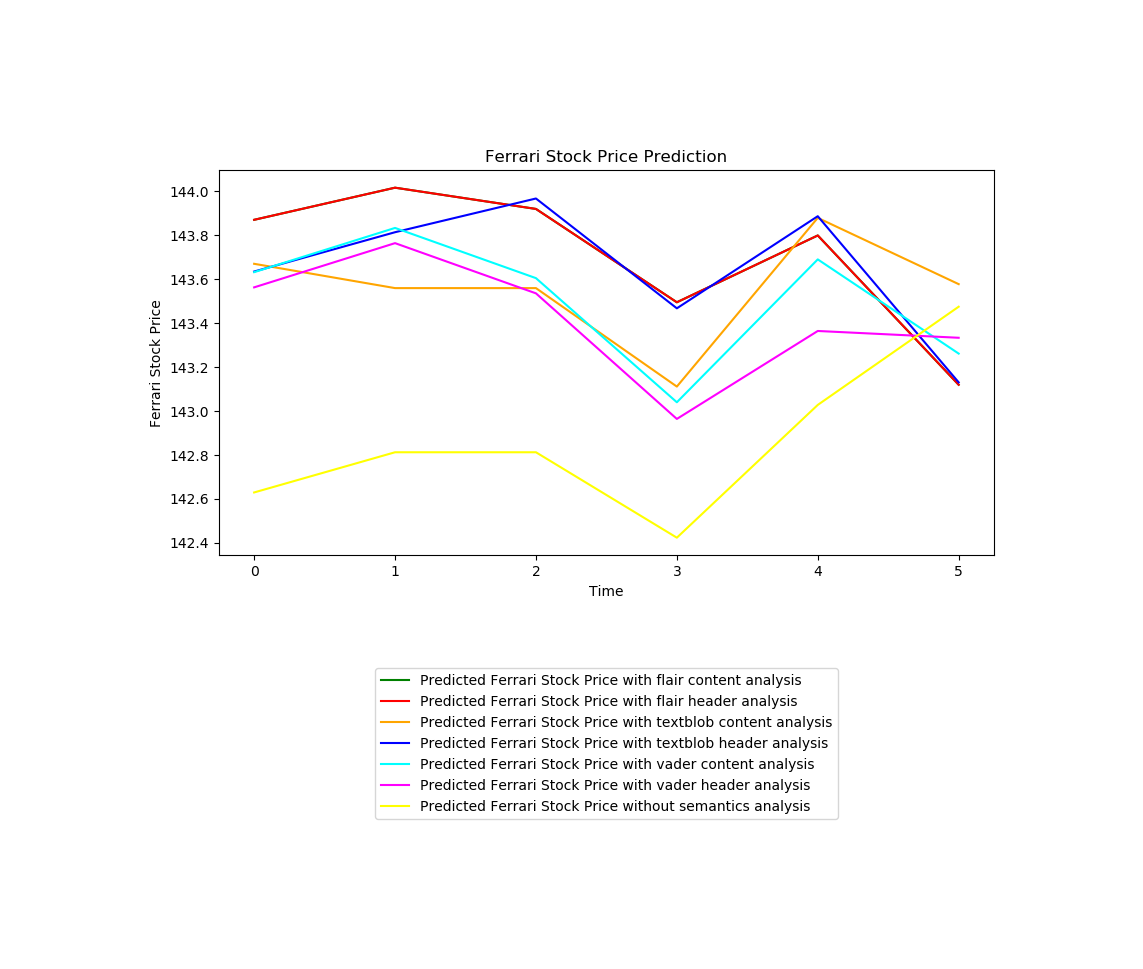 Ferrari Stock Price Prediction
144.0
143.8
143.6
143.4
143.2
143.0
142.8
142.6
142.4
Ferrari Stock Price
0 1 2 3 4 5
Time
Predicted Ferrari Stock Price with flair content analysis
Predicted Ferrari Stock Price with flair header analysis
Predicted Ferrari Stock Price with textblob content analysis
Predicted Ferrari Stock Price with textblob header analysis
Predicted Ferrari Stock Price with vader content analysis
Predicted Ferrari Stock Price with vader header analysis
Predicted Ferrari Stock Price without semantics analysis